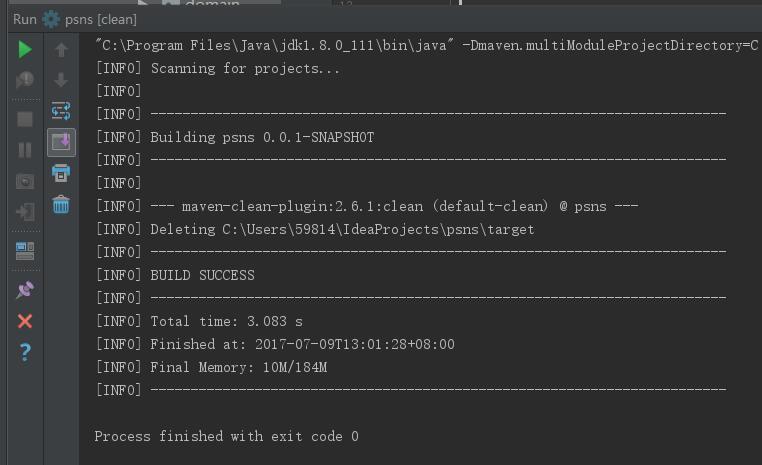 domain
Run psns [clean]
"C:\Program Files\Java\jdk1.8.0_111\bin\java" -Dmaven.multiModuleProjectDirectory=C
[INFO] Scanning for projects...
[INFO]
[INFO] ------------------------------------------------------------------------
[INFO] Building psns 0.0.1-SNAPSHOT
[INFO] ------------------------------------------------------------------------
[INFO]
[INFO] --- maven-clean-plugin:2.6.1:clean (default-clean) @ psns ---
[INFO] Deleting C:\Users\59814\IdeaProjects\psns\target
[INFO] ------------------------------------------------------------------------
[INFO] BUILD SUCCESS
[INFO] ------------------------------------------------------------------------
[INFO] Total time: 3.083 s
[INFO] Finished at: 2017-07-09T13:01:28+08:00
[INFO] Final Memory: 10M/184M
[INFO] ------------------------------------------------------------------------
Process finished with exit code 0